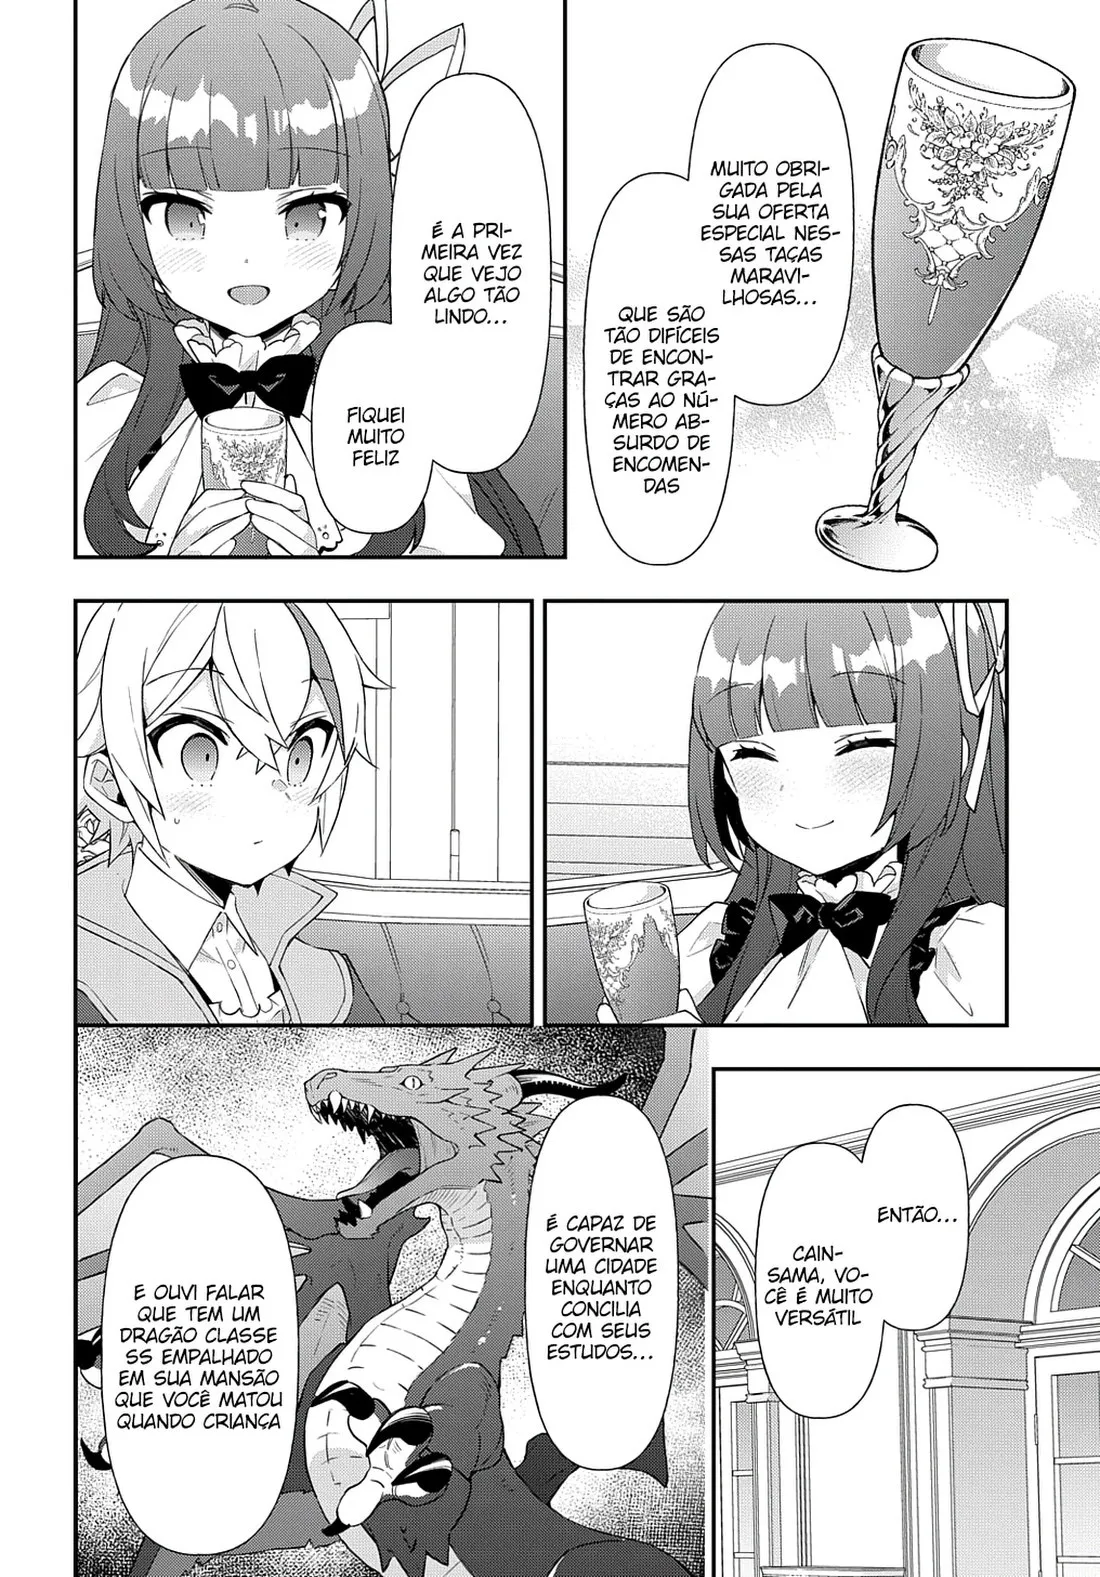 MUITO OBRI-
GADA PELA
SUA OFERTA
ESPECIAL NES-
SAS TAÇAS
MARAVI-
LHOSAS...
QUE SÃO
TÃO DIFÍCEIS
DE ENCON-
TRAR GRA-
ÇAS AO NÚ-
MERO AB-
SURDO DE
ENCOMEN-
DAS
É A PRI-
MEIRA VEZ
QUE VEJO
ALGO TÃO
LINDO...
FIQUEI
MUITO
FELIZ
ENTÃO...
CAIN-
SAMA, VO-
CÊ É MUITO
VERSÁTIL
É CAPAZ DE
GOVERNAR
UMA CIDADE
ENQUANTO
CONCILIA
COM SEUS
ESTUDOS...
E OUVI FALAR
QUE TEM UM
DRAGÃO CLASSE
SS EMPALHADO
EM SUA MANSÃO
QUE VOCÊ MATOU
QUANDO CRIANÇA